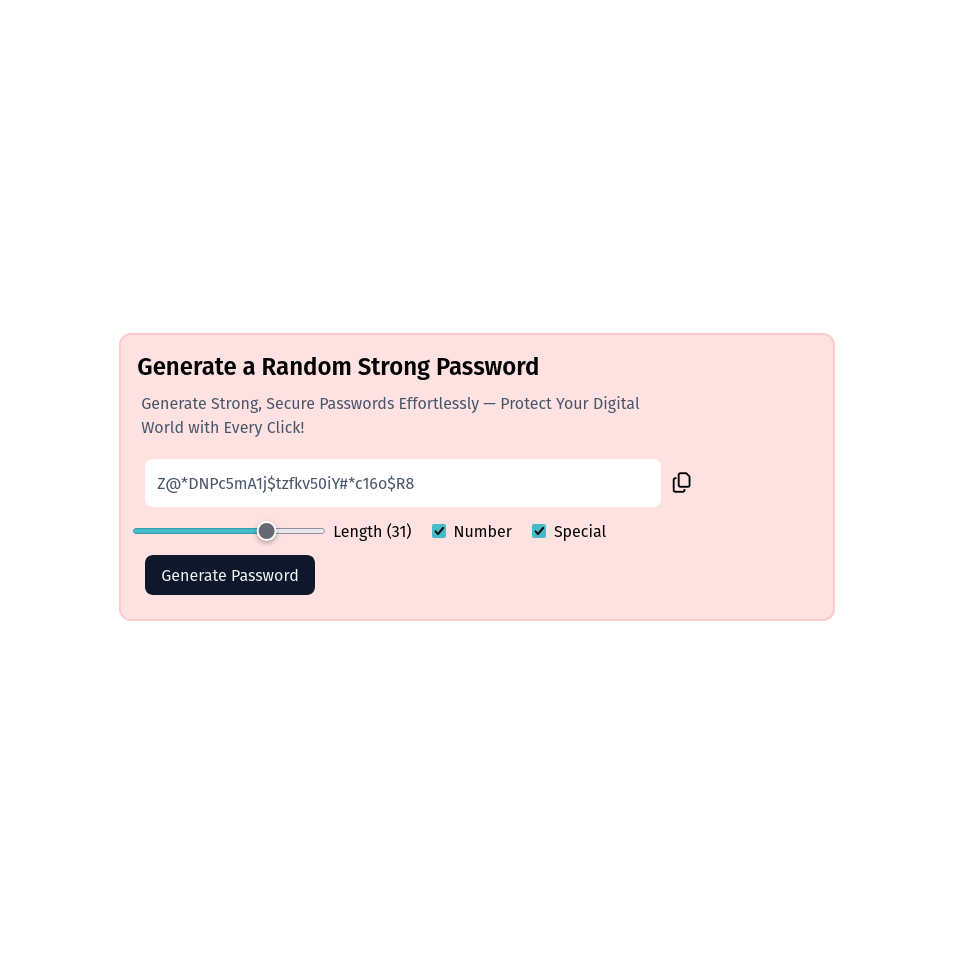 Generate a Random Strong Password
Generate Strong, Secure Passwords Effortlessly — Protect Your Digital
World with Every Click!
Z@*DNPc5mA1j$tzfkv50iY#*c16o$R8
Length (31)
Number
Special
Generate Password